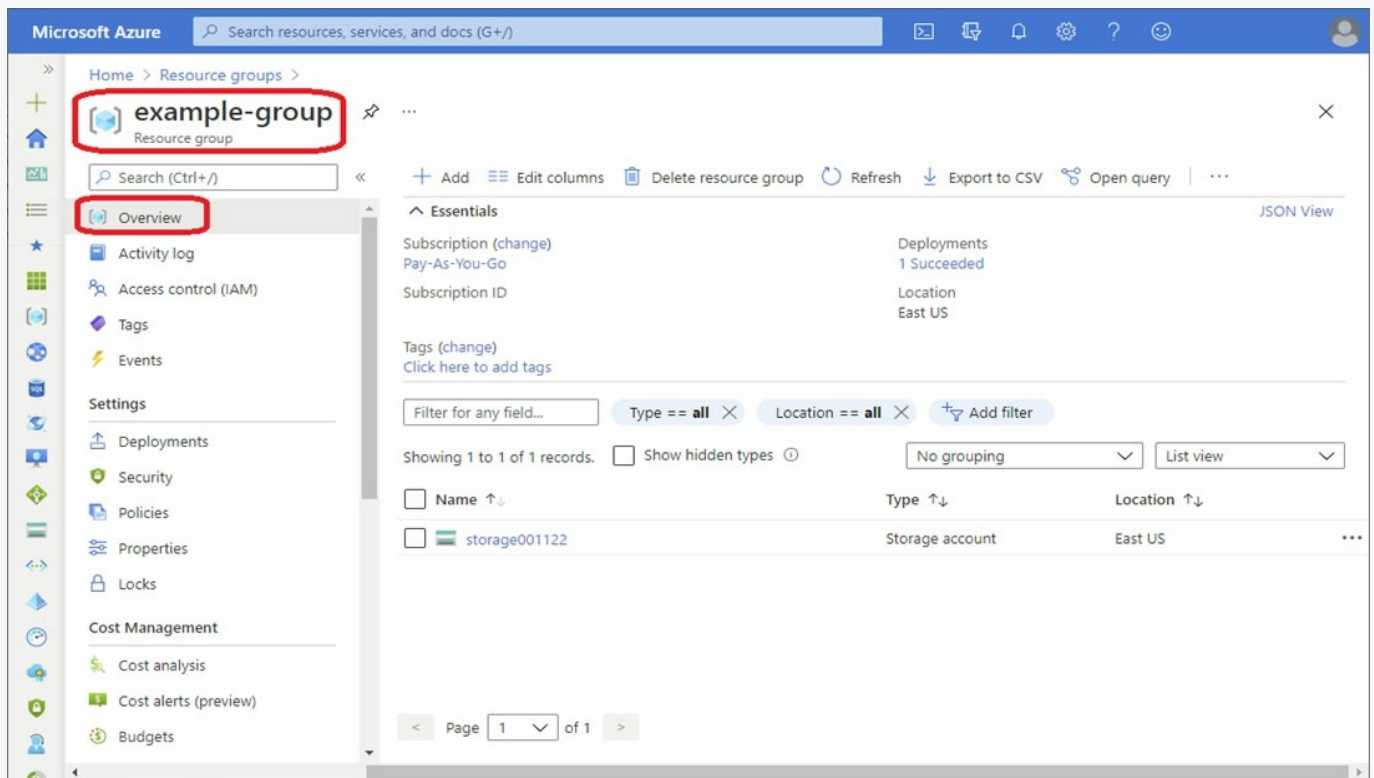 Microsoft Azure
Search resources, services, and docs (G+/)
Home > Resource groups >
example-group
Resource group
Search (Ctrl+/)
Overview
Activity log
Access control (IAM)
Tags
Events
Settings
Deployments
Security
Policies
Properties
Locks
Cost Management
Cost analysis
Cost alerts (preview)
Budgets
Add Edit columns Delete resource group Refresh Export to CSV Open query ...
Essentials JSON View
Subscription (change) Deployments
Pay-As-You-Go 1 Succeeded
Subscription ID Location
East US
Tags (change)
Click here to add tags
Filter for any field... Type == all Location == all Add filter
Showing 1 to 1 of 1 records. Show hidden types No grouping List view
Name Type Location
storage001122 Storage account East US
< Page 1 of 1 >